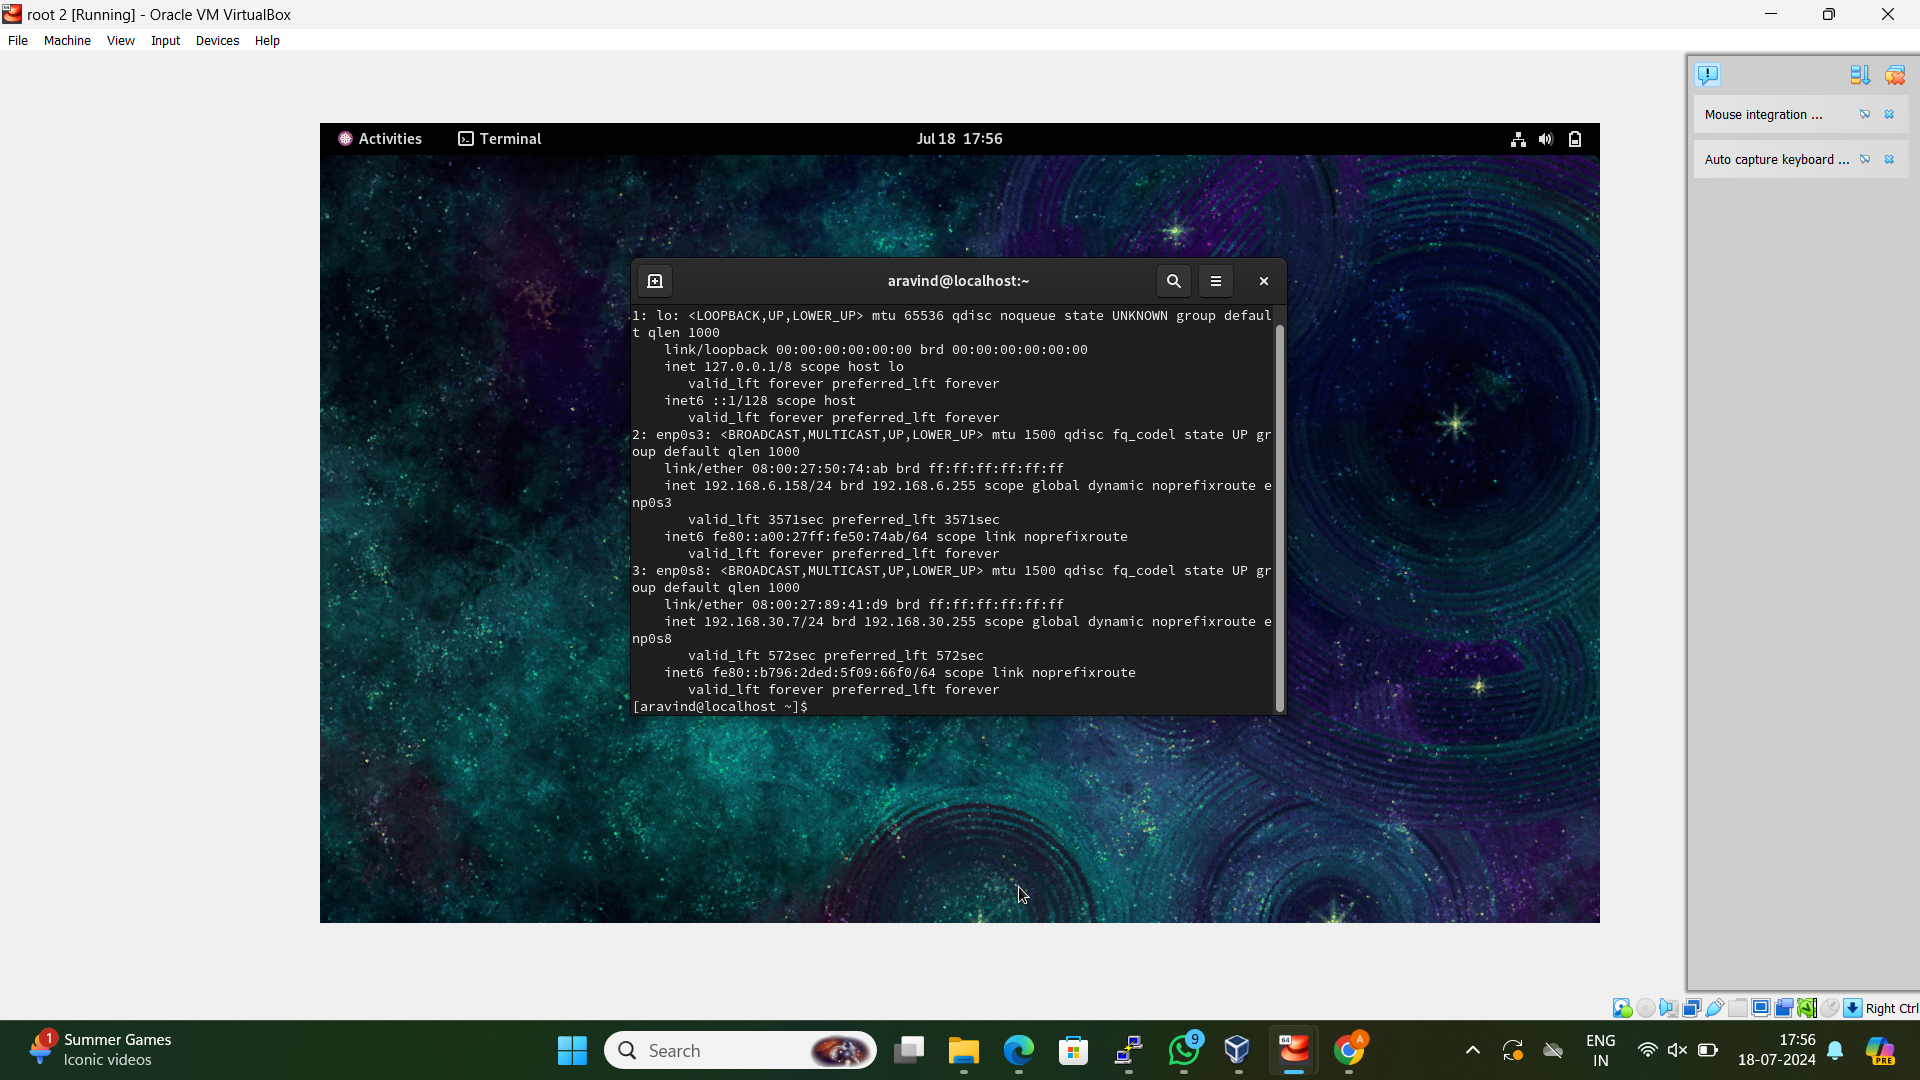 root 2 [Running] - Oracle VM VirtualBox
File Machine View Input Devices Help
Mouse integration ...
Auto capture keyboard ...
Activities Terminal Jul 18 17:56
aravind@localhost:~
1: lo: <LOOPBACK,UP,LOWER_UP> mtu 65536 qdisc noqueue state UNKNOWN group defaul
t qlen 1000
link/loopback 00:00:00:00:00:00 brd 00:00:00:00:00:00
inet 127.0.0.1/8 scope host lo
valid_lft forever preferred_lft forever
inet6 ::1/128 scope host
valid_lft forever preferred_lft forever
2: enp0s3: <BROADCAST,MULTICAST,UP,LOWER_UP> mtu 1500 qdisc fq_codel state UP gr
oup default qlen 1000
link/ether 08:00:27:50:74:ab brd ff:ff:ff:ff:ff:ff
inet 192.168.6.158/24 brd 192.168.6.255 scope global dynamic noprefixroute e
np0s3
valid_lft 3571sec preferred_lft 3571sec
inet6 fe80::a00:27ff:fe50:74ab/64 scope link noprefixroute
valid_lft forever preferred_lft forever
3: enp0s8: <BROADCAST,MULTICAST,UP,LOWER_UP> mtu 1500 qdisc fq_codel state UP gr
oup default qlen 1000
link/ether 08:00:27:89:41:d9 brd ff:ff:ff:ff:ff:ff
inet 192.168.30.7/24 brd 192.168.30.255 scope global dynamic noprefixroute e
np0s8
valid_lft 572sec preferred_lft 572sec
inet6 fe80::b796:2ded:5f09:66f0/64 scope link noprefixroute
valid_lft forever preferred_lft forever
[aravind@localhost ~]$
Right Ctrl
1
Summer Games
Iconic videos
Search
9
64
A
ENG
IN
17:56
18-07-2024
PRE